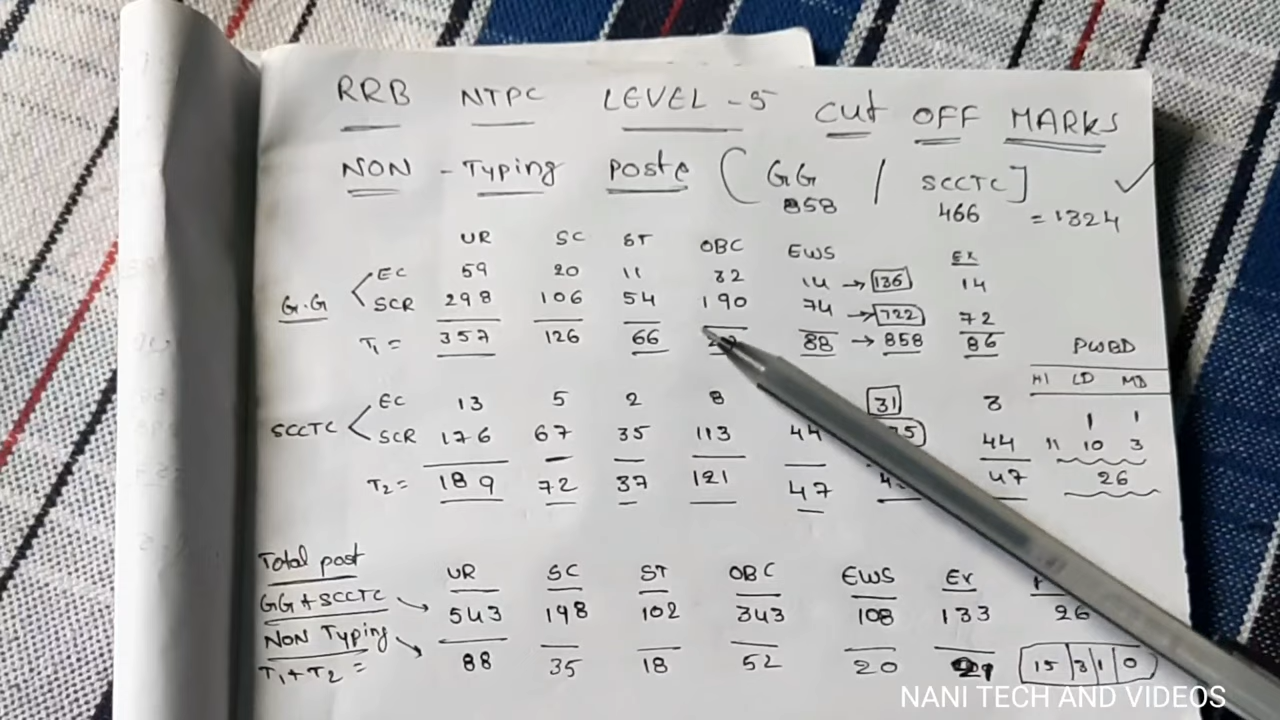 RRB NTPC LEVEL-5 CUT OFF MARKS
NON - Typing Posts ( GG / SCCTC ]
858 466 = 1324
UR SC ST OBC EWS EX
G.G EC 59 20 11 32 14 → 136 14
SCR 298 106 54 190 74 → 722 72
T1 = 357 126 66 88 → 858 86
PWBD
HI LD MD
SCCTC EC 13 5 2 8 31 3 1 1
SCR 176 67 35 113 44 44 11 10 3
T2 = 189 72 37 121 47 47 26
Total post
UR SC ST OBC EWS EX
GG + SCCTC → 543 198 102 343 108 133 26
NON Typing
T1 + T2 = 88 35 18 52 20 15 | 3 | 1 | 0
NANI TECH AND VIDEOS